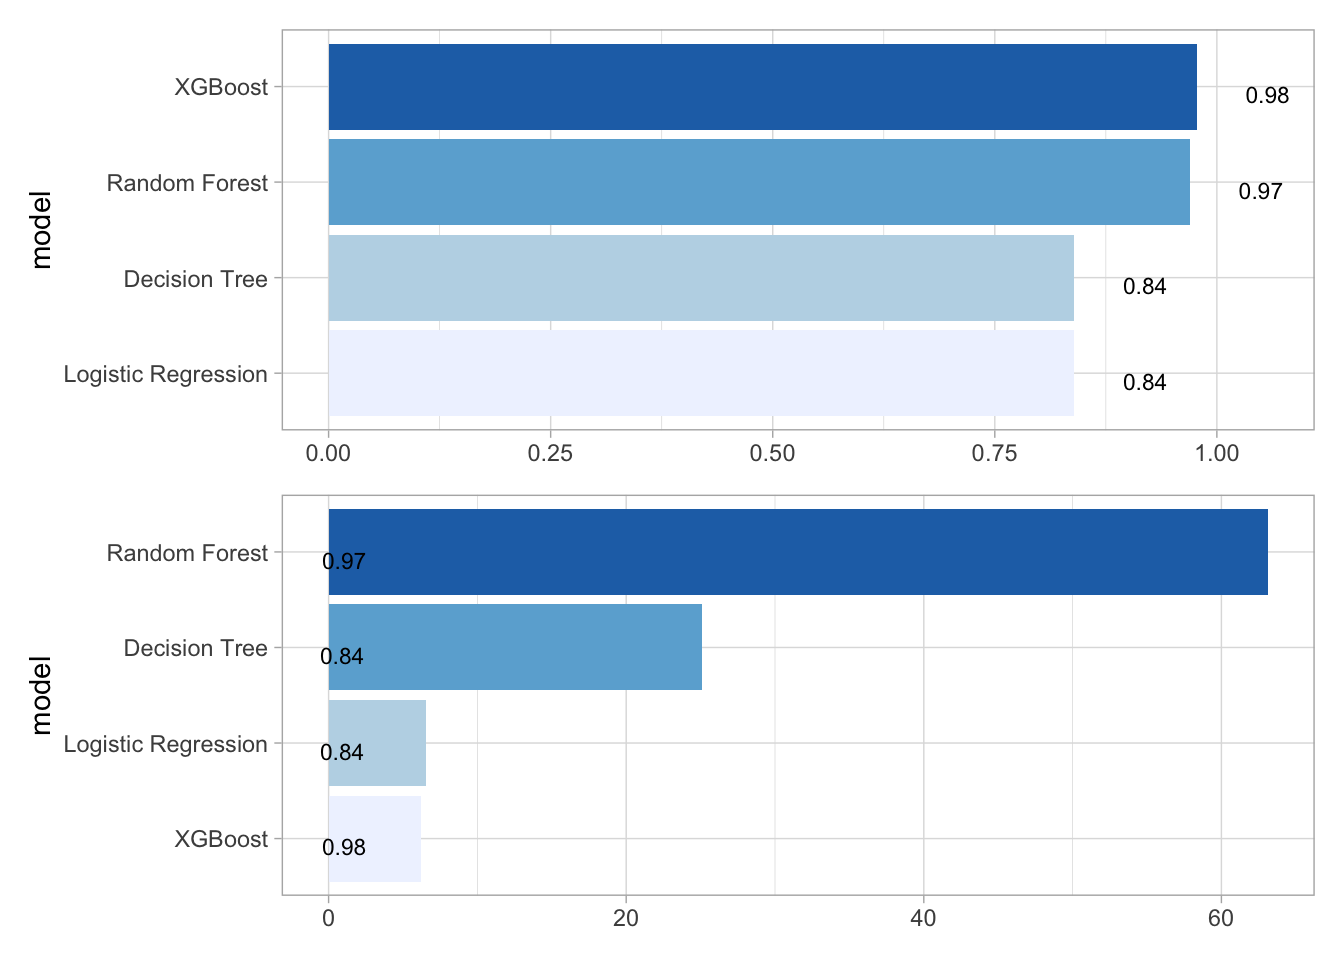 model
XGBoost
0.98
Random Forest
0.97
Decision Tree
0.84
Logistic Regression
0.84
0.00 0.25 0.50 0.75 1.00
model
Random Forest
0.97
Decision Tree
0.84
Logistic Regression
0.84
XGBoost
0.98
0 20 40 60